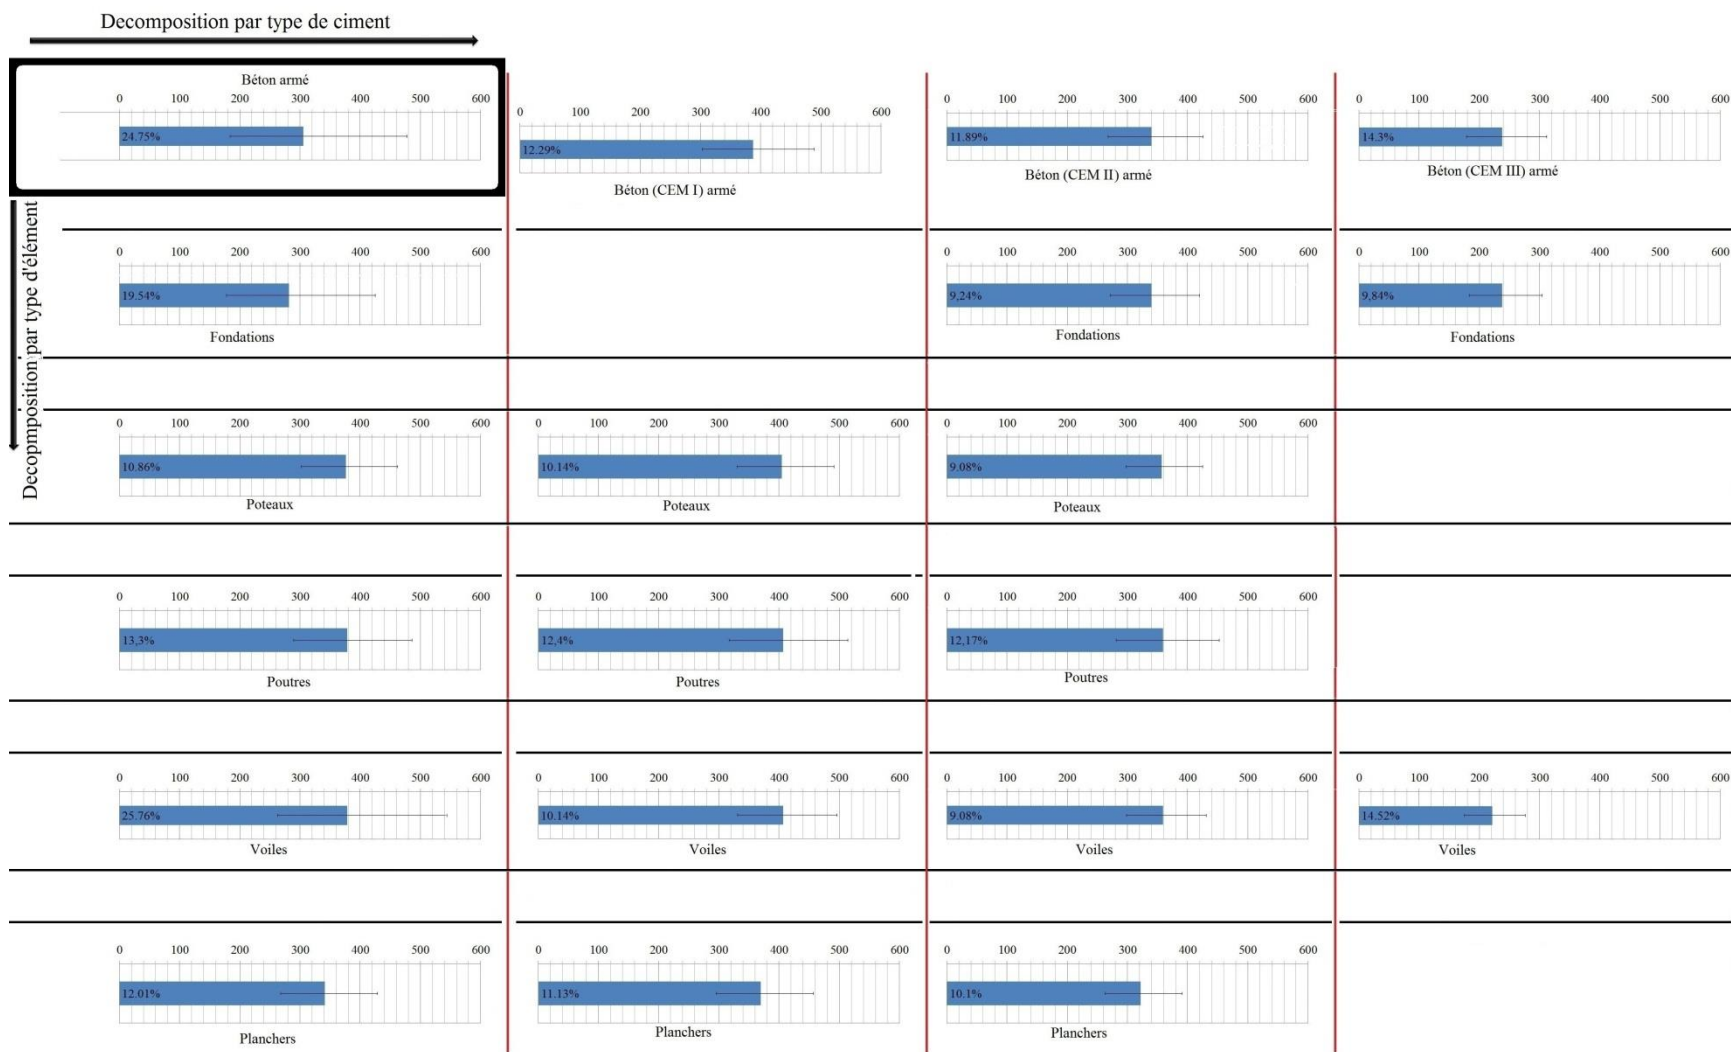 Decomposition par type de ciment
Decopmposition par type d'élément
Béton armé
0 100 200 300 400 500 600
24.75%
0 100 200 300 400 500 600
12.29%
Béton (CEM I) armé
0 100 200 300 400 500 600
11.89%
Béton (CEM II) armé
0 100 200 300 400 500 600
14.3%
Béton (CEM III) armé
0 100 200 300 400 500 600
19.54%
Fondations
0 100 200 300 400 500 600
9,24%
Fondations
0 100 200 300 400 500 600
9,84%
Fondations
0 100 200 300 400 500 600
10.86%
Poteaux
0 100 200 300 400 500 600
10.14%
Poteaux
0 100 200 300 400 500 600
9.08%
Poteaux
0 100 200 300 400 500 600
13,3%
Poutres
0 100 200 300 400 500 600
12,4%
Poutres
0 100 200 300 400 500 600
12,17%
Poutres
0 100 200 300 400 500 600
25.76%
Voiles
0 100 200 300 400 500 600
10.14%
Voiles
0 100 200 300 400 500 600
9.08%
Voiles
0 100 200 300 400 500 600
14.52%
Voiles
0 100 200 300 400 500 600
12.01%
Planchers
0 100 200 300 400 500 600
11.13%
Planchers
0 100 200 300 400 500 600
10.1%
Planchers